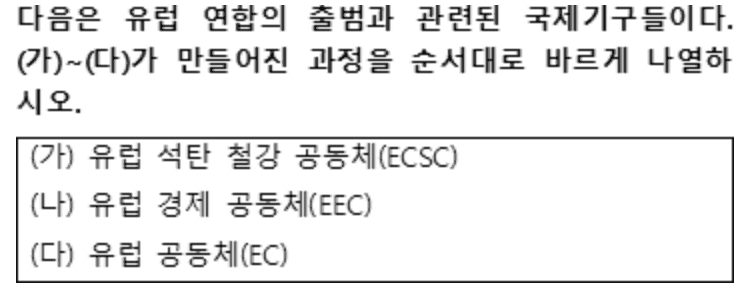 다음은 유럽 연합의 출범과 관련된 국제기구들이다.
(가)~(다)가 만들어진 과정을 순서대로 바르게 나열하
시오.
(가) 유럽 석탄 철강 공동체(ECSC)
(나) 유럽 경제 공동체(EEC)
(다) 유럽 공동체(EC)